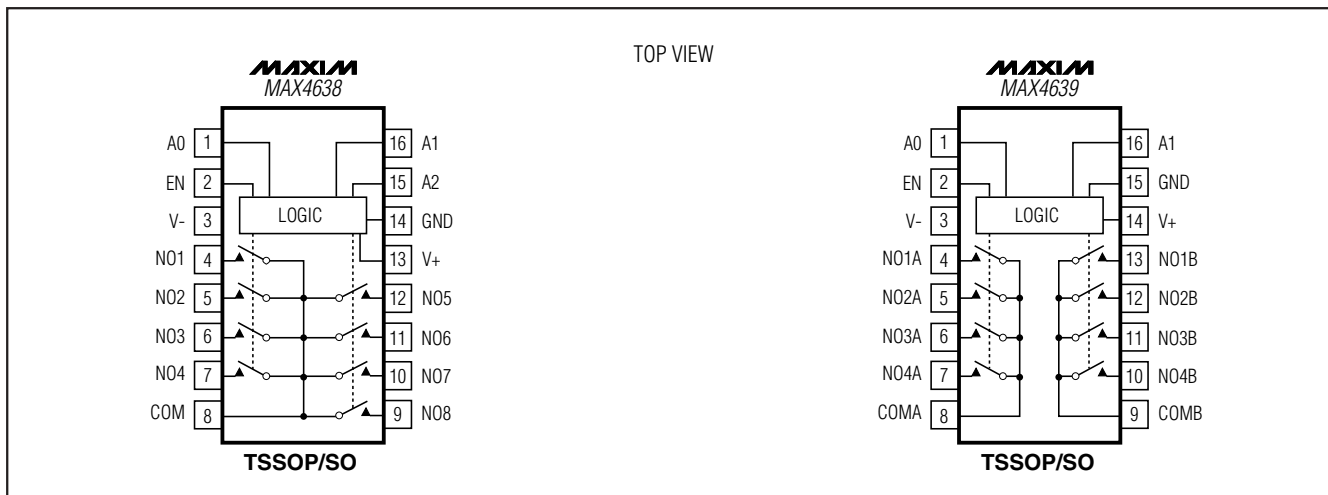 TOP VIEW
MAXIM
MAX4638
A0 1 16 A1
EN 2 15 A2
LOGIC
V- 3 14 GND
NO1 4 13 V+
NO2 5 12 NO5
NO3 6 11 NO6
NO4 7 10 NO7
COM 8 9 NO8
TSSOP/SO
MAXIM
MAX4639
A0 1 16 A1
EN 2 15 GND
LOGIC
V- 3 14 V+
NO1A 4 13 NO1B
NO2A 5 12 NO2B
NO3A 6 11 NO3B
NO4A 7 10 NO4B
COMA 8 9 COMB
TSSOP/SO